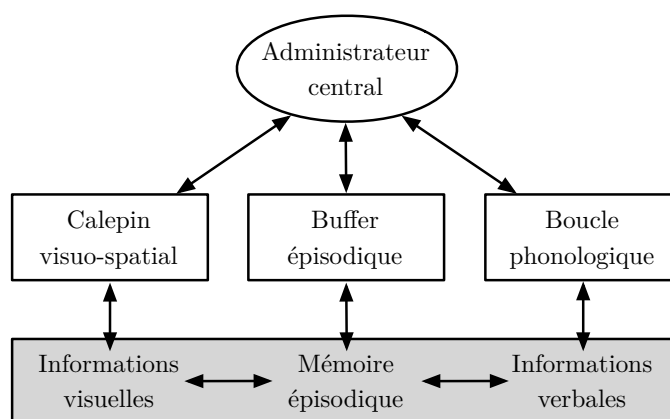 Administrateur
central
Calepin
visuo-spatial
Buffer
épisodique
Boucle
phonologique
Informations
visuelles
Mémoire
épisodique
Informations
verbales